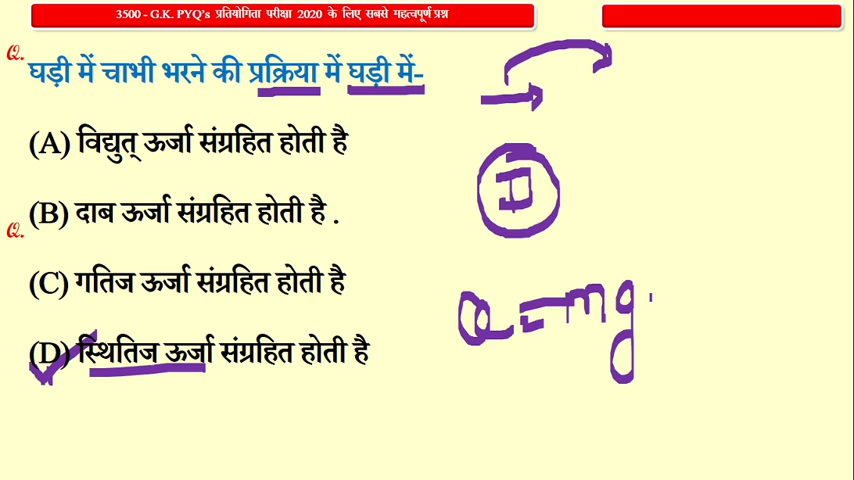 3500 - G.K. PYQ's प्रतियोगिता परीक्षा 2020 के लिए सबसे महत्वपूर्ण प्रश्न
Q.
घड़ी में चाभी भरने की प्रक्रिया में घड़ी में-
(A) विद्युत् ऊर्जा संग्रहित होती है
(B) दाब ऊर्जा संग्रहित होती है .
Q.
(C) गतिज ऊर्जा संग्रहित होती है
(D) स्थितिज ऊर्जा संग्रहित होती है
D
= mg